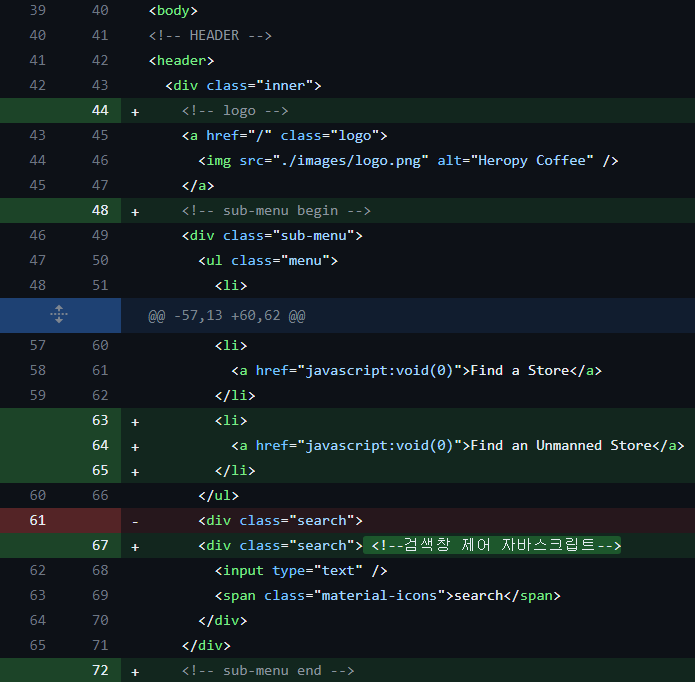 39 40 <body>
40 41 <!-- HEADER -->
41 42 <header>
42 43 <div class="inner">
44 + <!-- logo -->
43 45 <a href="/" class="logo">
44 46 <img src="./images/logo.png" alt="Heropy Coffee" />
45 47 </a>
48 + <!-- sub-menu begin -->
46 49 <div class="sub-menu">
47 50 <ul class="menu">
48 51 <li>
@@ -57,13 +60,62 @@
57 60 <li>
58 61 <a href="javascript:void(0)">Find a Store</a>
59 62 </li>
63 + <li>
64 + <a href="javascript:void(0)">Find an Unmanned Store</a>
65 + </li>
60 66 </ul>
61 - <div class="search">
67 + <div class="search"> <!--검색창 제어 자바스크립트-->
62 68 <input type="text" />
63 69 <span class="material-icons">search</span>
64 70 </div>
65 71 </div>
72 + <!-- sub-menu end -->